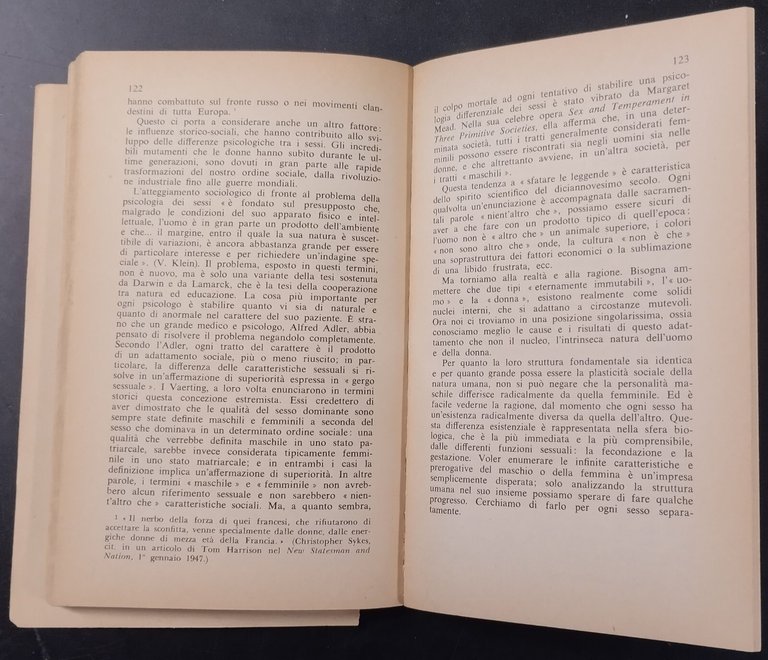 122
hanno combattuto sul fronte russo o nei movimenti clan-
destini di tutta Europa. ¹
Questo ci porta a considerare anche un altro fattore:
le influenze storico-sociali, che hanno contribuito allo svi-
luppo delle differenze psicologiche tra i sessi. Gli incredi-
bili mutamenti che le donne hanno subito durante le ul-
time generazioni, sono dovuti in gran parte alle rapide
trasformazioni del nostro ordine sociale, dalla rivoluzio-
ne industriale fino alle guerre mondiali.
L'atteggiamento sociologico di fronte al problema della
psicologia dei sessi « è fondato sul presupposto che,
malgrado le condizioni del suo apparato fisico e intel-
lettuale, l'uomo è in gran parte un prodotto dell'ambiente
e che... il margine, entro il quale la sua natura è suscet-
tibile di variazioni, è ancora abbastanza grande per essere
di particolare interesse e per richiedere un'indagine spe-
ciale ». (V. Klein). Il problema, esposto in questi termini,
non è nuovo, ma è solo una variante della tesi sostenuta
da Darwin e da Lamarck, che è la tesi della cooperazione
tra natura ed educazione. La cosa più importante per
ogni psicologo è stabilire quanto vi sia di naturale e
quanto di anormale nel carattere del suo paziente. È stra-
no che un grande medico e psicologo, Alfred Adler, abbia
pensato di risolvere il problema negandolo completamente.
Secondo l'Adler, ogni tratto del carattere è il prodotto
di un adattamento sociale, più o meno riuscito; in par-
ticolare, la differenza delle caratteristiche sessuali si ri-
solve in un'affermazione di superiorità espressa in « gergo
sessuale ». I Vaerting, a loro volta enunciarono in termini
storici questa concezione estremista. Essi credettero di
aver dimostrato che le qualità del sesso dominante sono
sempre state definite maschili e femminili a seconda del
sesso che dominava in un determinato ordine sociale: una
qualità che verrebbe definita maschile in uno stato pa-
triarcale, sarebbe invece considerata tipicamente femmi-
nile in uno stato matriarcale; e in entrambi i casi la
definizione implica un'affermazione di superiorità. In altre
parole, i termini « maschile » e « femminile » non avreb-
bero alcun riferimento sessuale e non sarebbero « nien-
t'altro che » caratteristiche sociali. Ma, a quanto sembra,
¹ « Il nerbo della forza di quei francesi, che rifiutarono di
accettare la sconfitta, venne specialmente dalle donne, dalle ener-
giche donne di mezza età della Francia. » (Christopher Sykes,
cit. in un articolo di Tom Harrison nel New Statesman and
Nation, 1° gennaio 1947.)
123
il colpo mortale ad ogni tentativo di stabilire una psico-
logia differenziale dei sessi è stato vibrato da Margaret
Mead. Nella sua celebre opera Sex and Temperament in
Three Primitive Societies, ella afferma che, in una deter-
minata società, tutti i tratti generalmente considerati fem-
minili possono essere riscontrati sia negli uomini sia nelle
donne, e che altrettanto avviene, in un'altra società, per
i tratti « maschili ».
Questa tendenza a « sfatare le leggende » è caratteristica
dello spirito scientifico del diciannovesimo secolo. Ogni
qualvolta un'enunciazione è accompagnata dalle sacramen-
tali parole « nient'altro che », possiamo essere sicuri di
aver a che fare con un prodotto tipico di quell'epoca:
l'uomo non è « altro che » un animale superiore, i colori
« non sono altro che » onde, la cultura « non è che »
una soprastruttura dei fattori economici o la sublimazione
di una libido frustrata, ecc.
Ma torniamo alla realtà e alla ragione. Bisogna am-
mettere che due tipi « eternamente immutabili », l'« uo-
mo » e la « donna », esistono realmente come solidi
nuclei interni, che si adattano a circostanze mutevoli.
Ora noi ci troviamo in una posizione singolarissima, ossia
conosciamo meglio le cause e i risultati di questo adat-
tamento che non il nucleo, l'intrinseca natura dell'uomo
e della donna.
Per quanto la loro struttura fondamentale sia identica
e per quanto grande possa essere la plasticità sociale della
natura umana, non si può negare che la personalità ma-
schile differisce radicalmente da quella femminile. Ed è
facile vederne la ragione, dal momento che ogni sesso ha
un'esistenza radicalmente diversa da quella dell'altro. Que-
sta differenza esistenziale è rappresentata nella sfera bio-
logica, che è la più immediata e la più comprensibile,
dalle differenti funzioni sessuali: la fecondazione e la
gestazione. Voler enumerare le infinite caratteristiche e
prerogative del maschio o della femmina è un'impresa
semplicemente disperata; solo analizzando la struttura
umana nel suo insieme possiamo sperare di fare qualche
progresso. Cerchiamo di farlo per ogni sesso separa-
tamente.